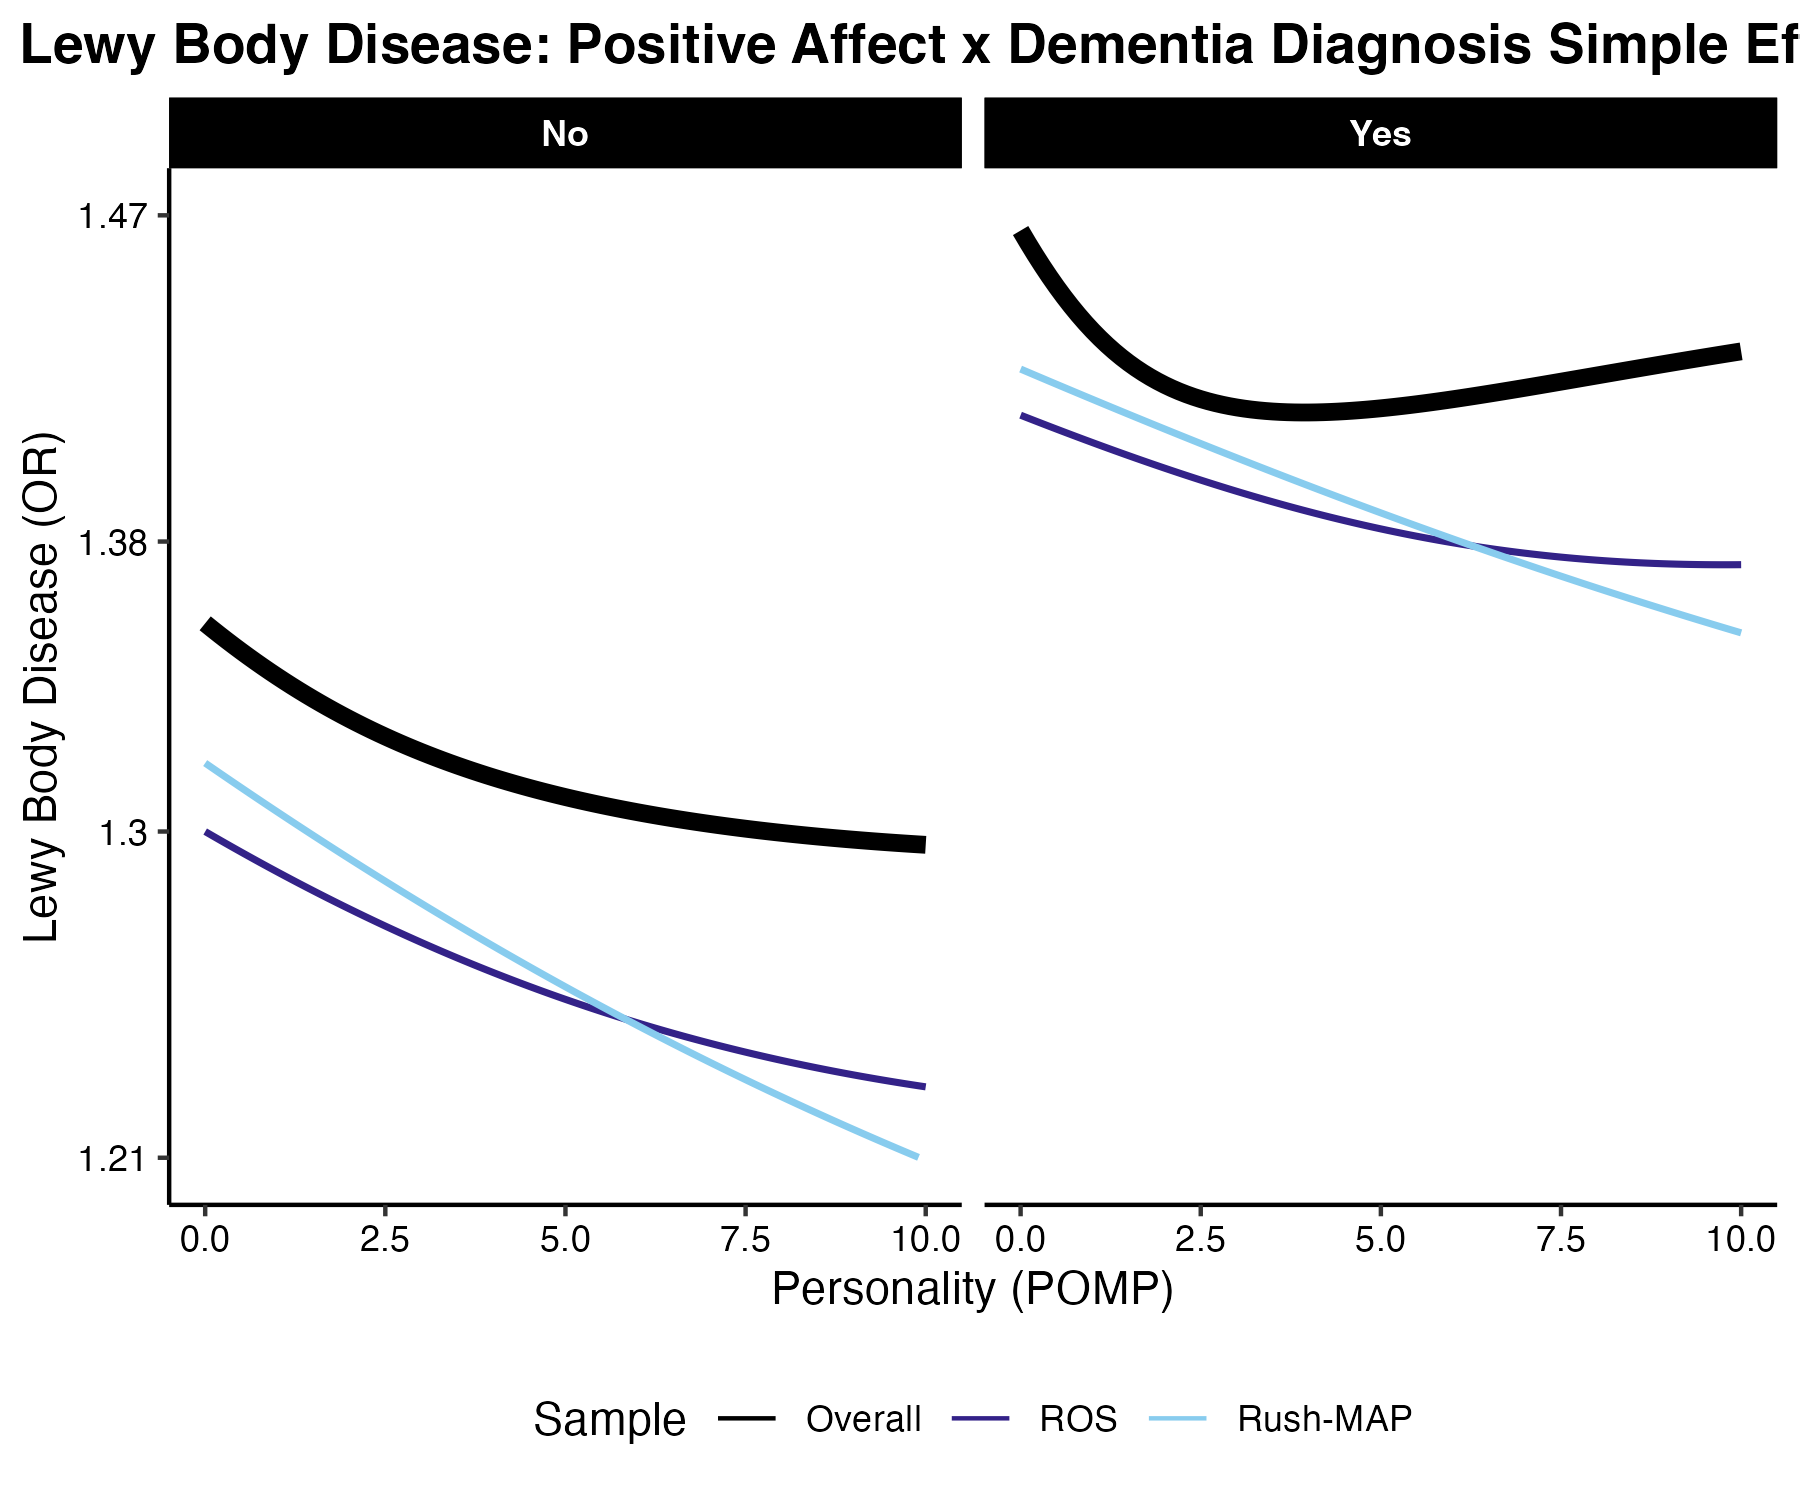 Lewy Body Disease: Positive Affect x Dementia Diagnosis Simple Ef
No Yes
Lewy Body Disease (OR)
1.47
1.38
1.3
1.21
0.0 2.5 5.0 7.5 10.0 0.0 2.5 5.0 7.5 10.0
Personality (POMP)
Sample Overall ROS Rush-MAP